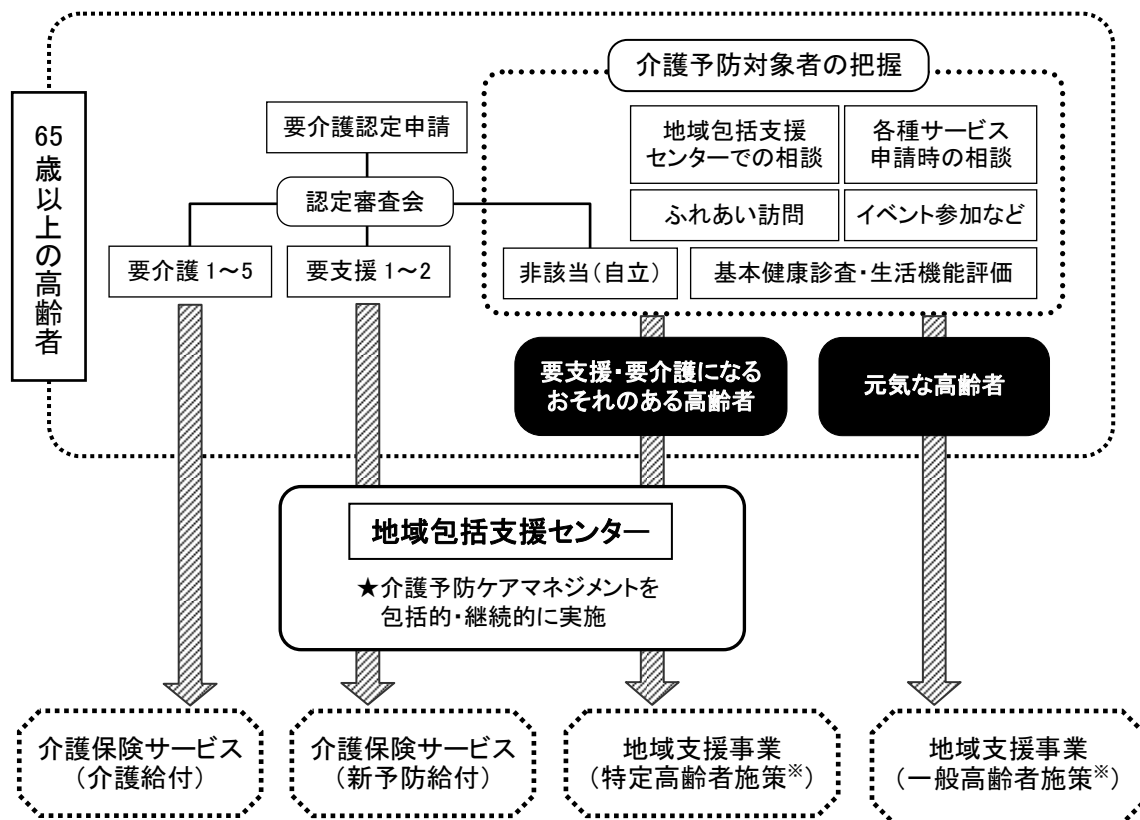 介護予防対象者の把握
65歳以上の高齢者
要介護認定申請
地域包括支援
センターでの相談
各種サービス
申請時の相談
認定審査会
ふれあい訪問
イベント参加など
要介護 1～5
要支援 1～2
非該当(自立)
基本健康診査・生活機能評価
要支援・要介護になる
おそれのある高齢者
元気な高齢者
地域包括支援センター
★介護予防ケアマネジメントを
包括的・継続的に実施
介護保険サービス
(介護給付)
介護保険サービス
(新予防給付)
地域支援事業
(特定高齢者施策※)
地域支援事業
(一般高齢者施策※)